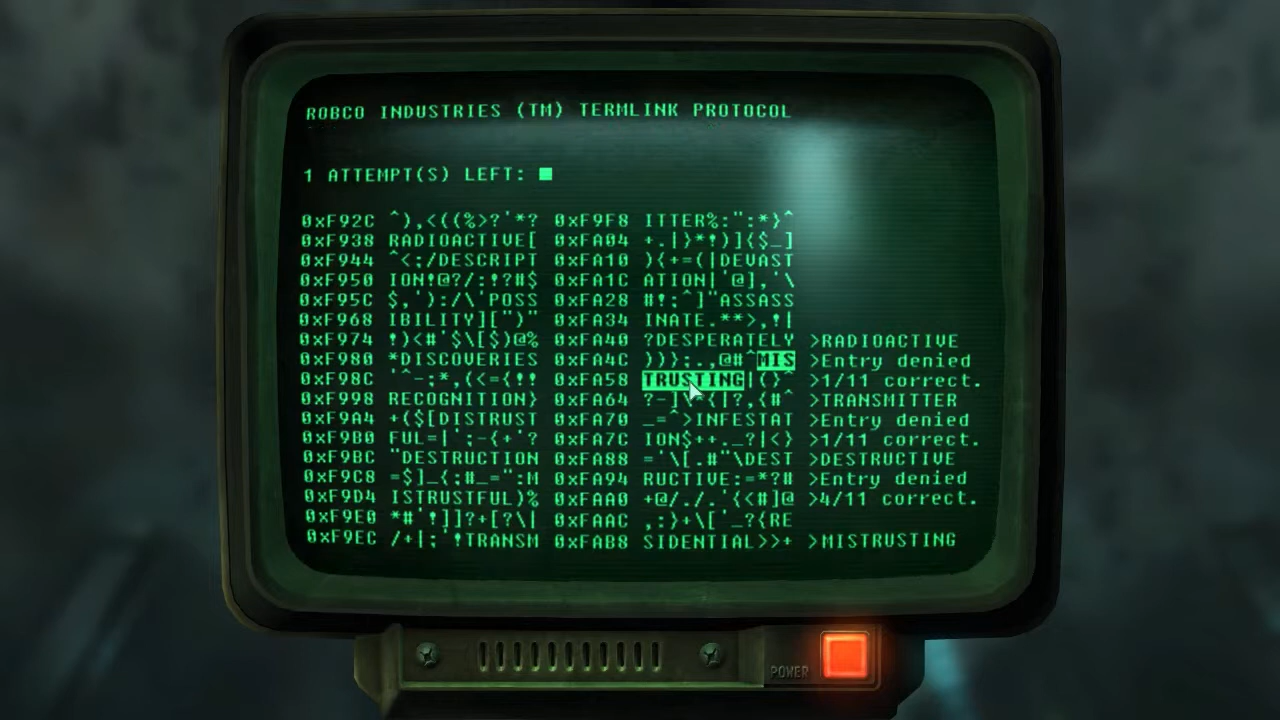 ROBCO INDUSTRIES (TM) TERMLINK PROTOCOL
1 ATTEMPT(S) LEFT:
0xF92C ^),<((%>?'*? 0xF9F8 ITTER%:":*}^
0xF938 RADIOACTIVE[ 0xFA04 +.|}*!)]{$_]
0xF944 ^<;/DESCRIPT 0xFA10 ){+=(|DEVAST
0xF950 ION!@?/:!?#$ 0xFA1C ATION|'@],'\
0xF95C $,'):/\'POSS 0xFA28 #!;^]"ASSASS
0xF968 IBILITY][")" 0xFA34 INATE.**>,!|
0xF974 !)<#'$\[$)@% 0xFA40 ?DESPERATELY >RADIOACTIVE
0xF980 *DISCOVERIES 0xFA4C )));.,@#^MIS >Entry denied
0xF98C '^-;*,(<={!! 0xFA58 TRUSTING|()^ >1/11 correct.
0xF998 RECOGNITION} 0xFA64 ?-]\*{|?,{#^ >TRANSMITTER
0xF9A4 +($[DISTRUST 0xFA70 _=^>INFESTAT >Entry denied
0xF9B0 FUL=|';-{+'? 0xFA7C ION$++._?|<} >1/11 correct.
0xF9BC "DESTRUCTION 0xFA88 ='\[.#"\DEST >DESTRUCTIVE
0xF9C8 =$]_{;#_=":M 0xFA94 RUCTIVE:=*?# >Entry denied
0xF9D4 ISTRUSTFUL)% 0xFAA0 +@/./.'{<#]@ >4/11 correct.
0xF9E0 *#'!]]?+[?\| 0xFAAC ,:}+\['_?{RE
0xF9EC /+|;'!TRANSM 0xFAB8 SIDENTIAL>>+ >MISTRUSTING
POWER